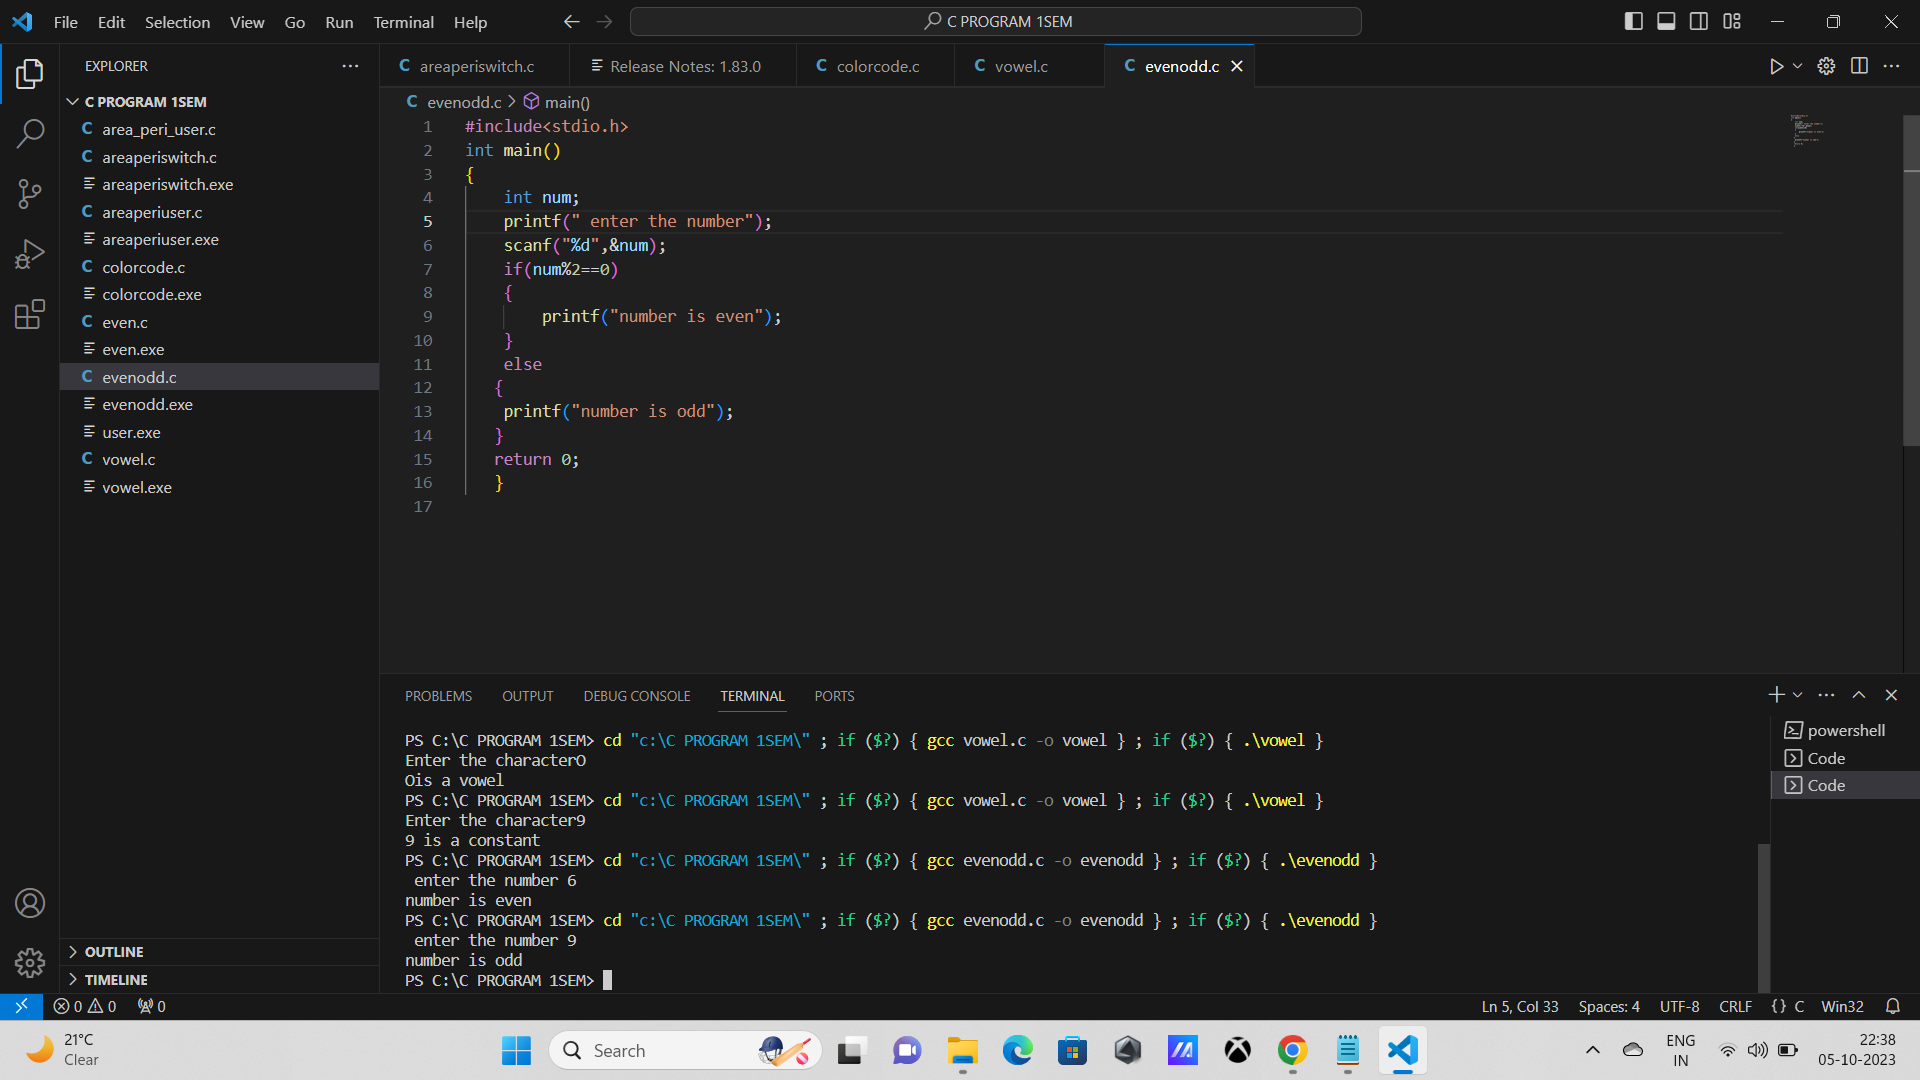 File Edit Selection View Go Run Terminal Help
C PROGRAM 1SEM
EXPLORER
C PROGRAM 1SEM
C area_peri_user.c
C areaperiswitch.c
areaperiswitch.exe
C areaperiuser.c
areaperiuser.exe
C colorcode.c
colorcode.exe
C even.c
even.exe
C evenodd.c
evenodd.exe
user.exe
C vowel.c
vowel.exe
OUTLINE
TIMELINE
C areaperiswitch.c
Release Notes: 1.83.0
C colorcode.c
C vowel.c
C evenodd.c
C evenodd.c > main()
1 #include<stdio.h>
2 int main()
3 {
4 int num;
5 printf(" enter the number");
6 scanf("%d",&num);
7 if(num%2==0)
8 {
9 printf("number is even");
10 }
11 else
12 {
13 printf("number is odd");
14 }
15 return 0;
16 }
17
PROBLEMS OUTPUT DEBUG CONSOLE TERMINAL PORTS
PS C:\C PROGRAM 1SEM> cd "c:\C PROGRAM 1SEM\" ; if ($?) { gcc vowel.c -o vowel } ; if ($?) { .\vowel }
Enter the characterO
Ois a vowel
PS C:\C PROGRAM 1SEM> cd "c:\C PROGRAM 1SEM\" ; if ($?) { gcc vowel.c -o vowel } ; if ($?) { .\vowel }
Enter the character9
9 is a constant
PS C:\C PROGRAM 1SEM> cd "c:\C PROGRAM 1SEM\" ; if ($?) { gcc evenodd.c -o evenodd } ; if ($?) { .\evenodd }
 enter the number 6
number is even
PS C:\C PROGRAM 1SEM> cd "c:\C PROGRAM 1SEM\" ; if ($?) { gcc evenodd.c -o evenodd } ; if ($?) { .\evenodd }
 enter the number 9
number is odd
PS C:\C PROGRAM 1SEM>
powershell
Code
Code
0 0 0
Ln 5, Col 33 Spaces: 4 UTF-8 CRLF {} C Win32
21°C
Clear
Search
ENG
IN
22:38
05-10-2023